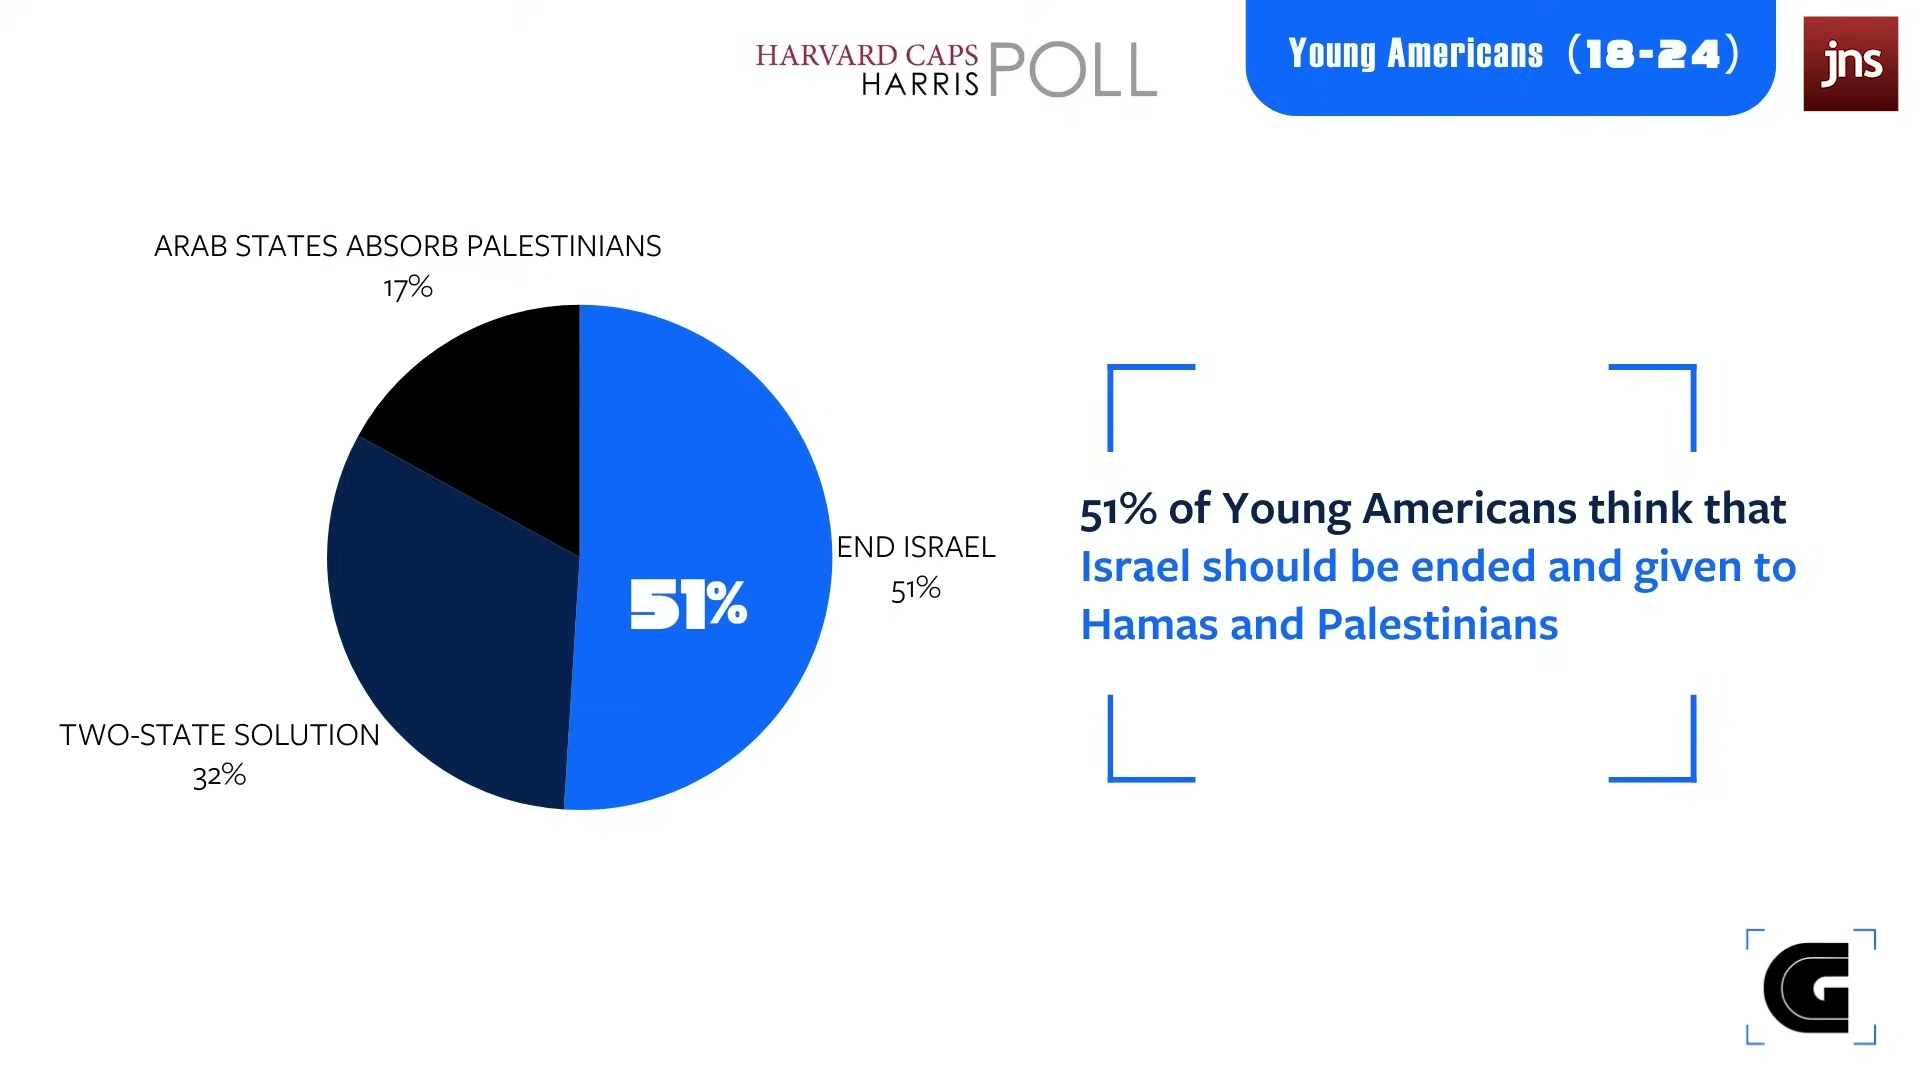 HARVARD CAPS
HARRIS
POLL
Young Americans (18-24)
jns
ARAB STATES ABSORB PALESTINIANS
17%
END ISRAEL
51%
51%
TWO-STATE SOLUTION
32%
51% of Young Americans think that
Israel should be ended and given to
Hamas and Palestinians
G